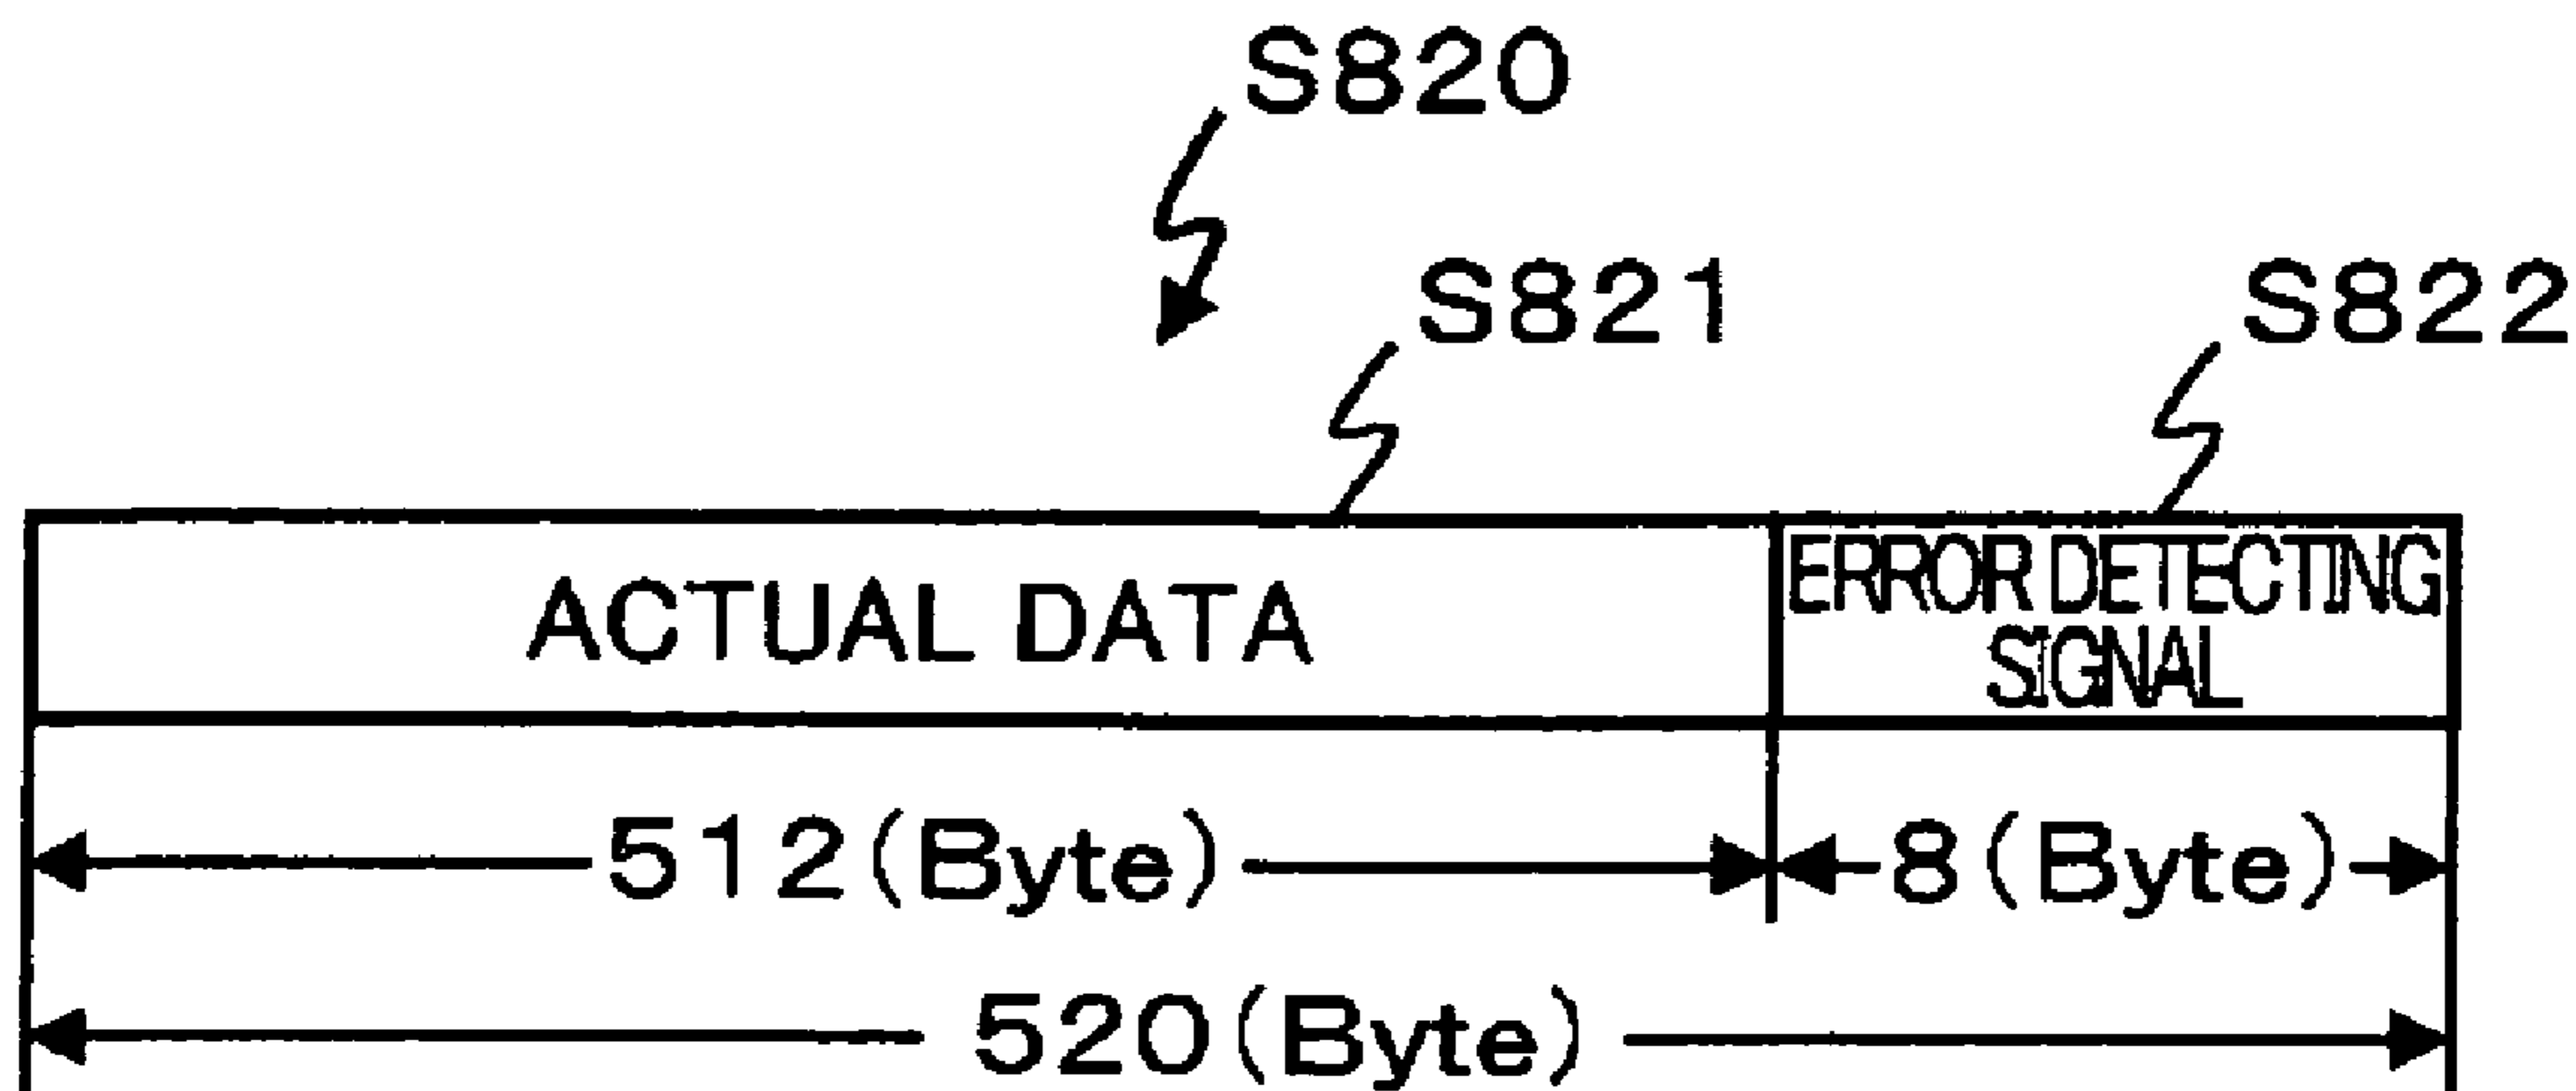 S820
S821
S822
ACTUAL DATA
ERROR DETECTING
SIGNAL
512(Byte)
8(Byte)
520(Byte)